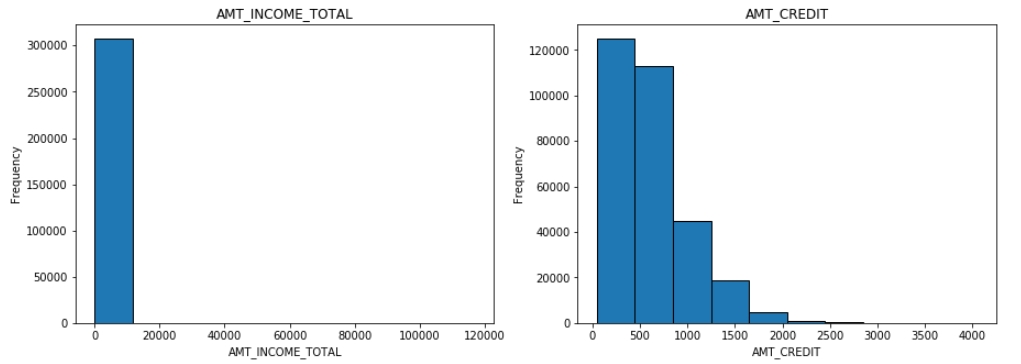 AMT_INCOME_TOTAL
300000
250000
200000
150000
100000
50000
0
Frequency
0 20000 40000 60000 80000 100000 120000
AMT_INCOME_TOTAL
AMT_CREDIT
120000
100000
80000
60000
40000
20000
0
Frequency
0 500 1000 1500 2000 2500 3000 3500 4000
AMT_CREDIT